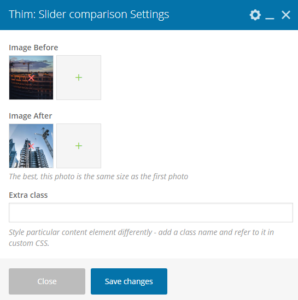 Thim: Slider comparison Settings
Image Before
Image After
The best, this photo is the same size as the first photo
Extra class
Style particular content element differently - add a class name and refer to it in
custom CSS.
Close
Save changes